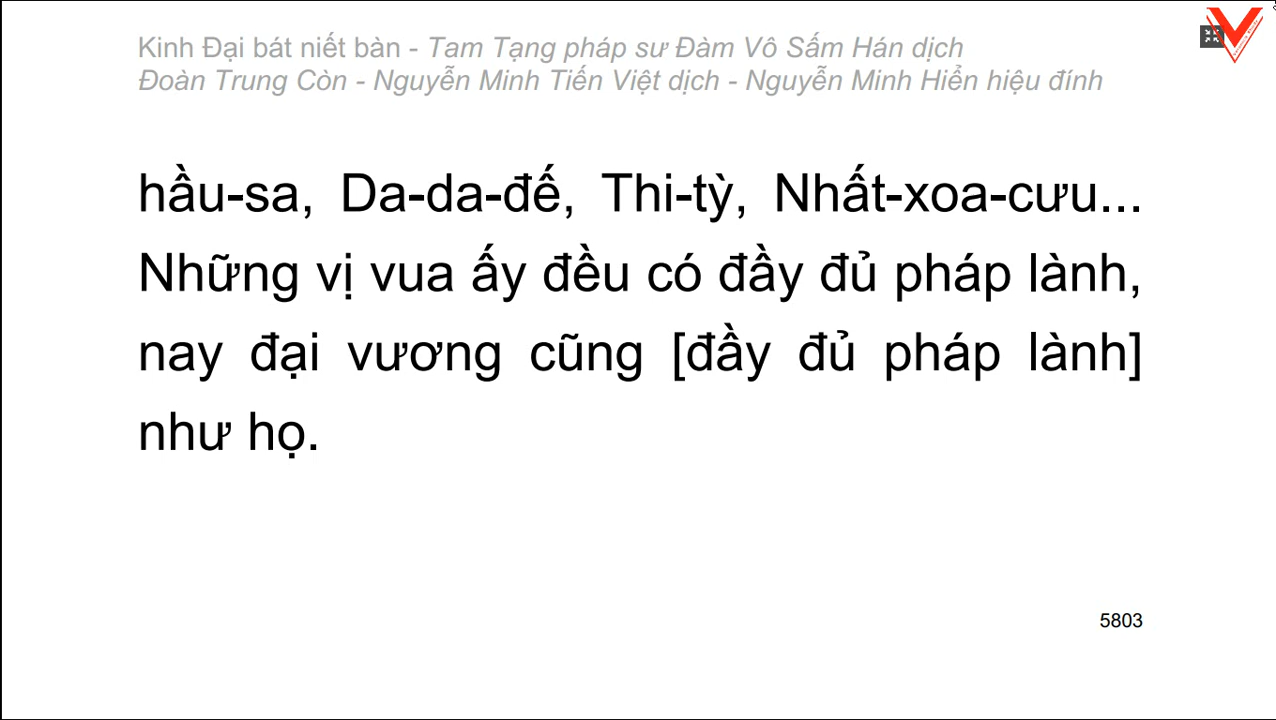 Kinh Đại bát niết bàn - Tam Tạng pháp sư Đàm Vô Sấm Hán dịch
Đoàn Trung Còn - Nguyễn Minh Tiến Việt dịch - Nguyễn Minh Hiển hiệu đính
hầu-sa, Da-da-đế, Thi-tỳ, Nhất-xoa-cưu...
Những vị vua ấy đều có đầy đủ pháp lành,
nay đại vương cũng [đầy đủ pháp lành]
như họ.
5803